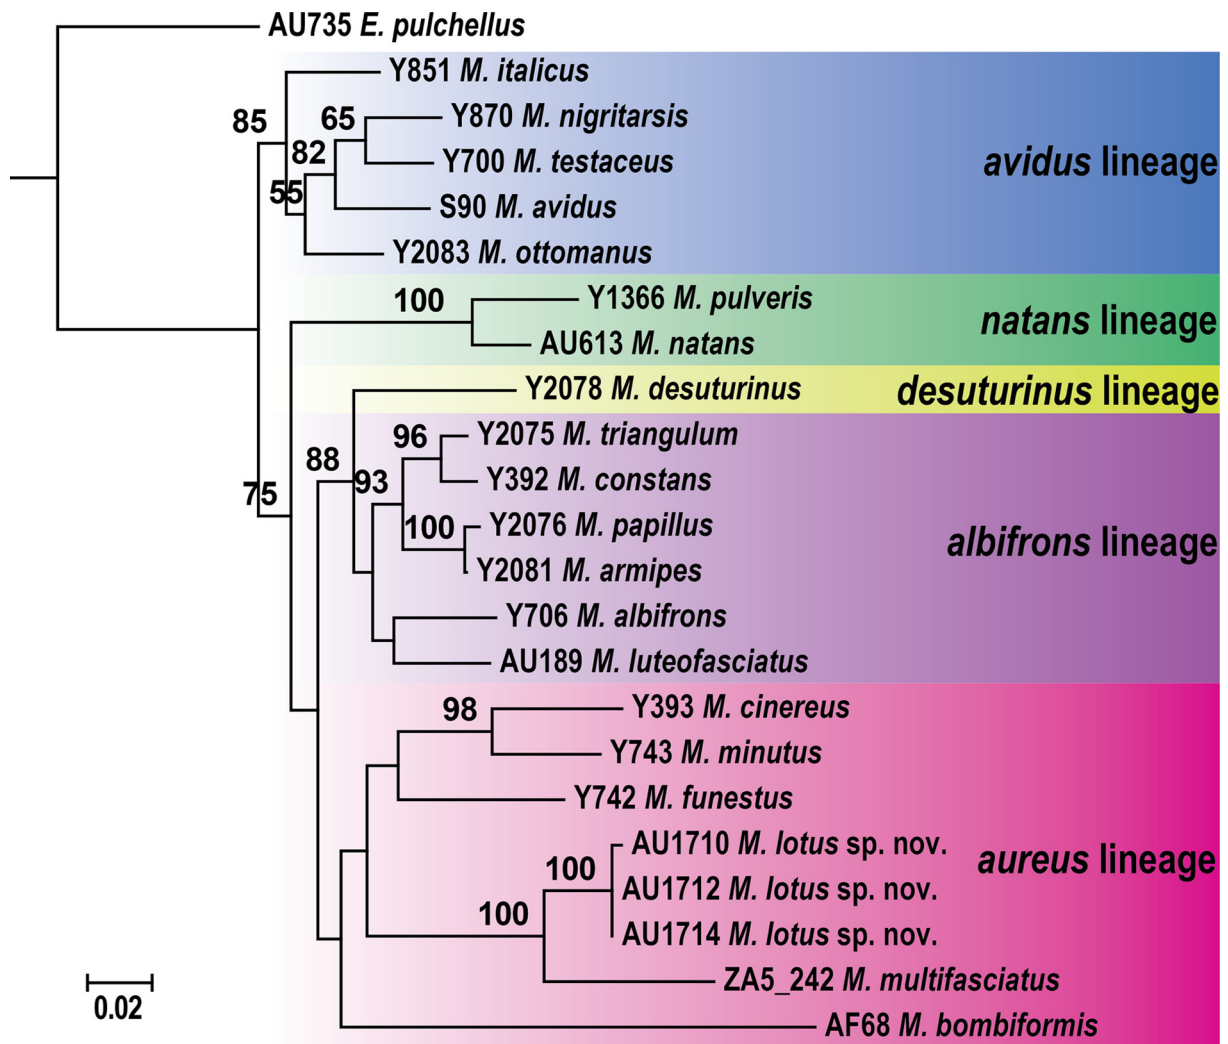 AU735 E. pulchellus
Y851 M. italicus
85
65
Y870 M. nigritarsis
82
Y700 M. testaceus
avidus lineage
55
S90 M. avidus
Y2083 M. ottomanus
100
Y1366 M. pulveris
natans lineage
AU613 M. natans
Y2078 M. desuturinus
desuturinus lineage
96
Y2075 M. triangulum
88
93
Y392 M. constans
75
100
Y2076 M. papillus
albifrons lineage
Y2081 M. armipes
Y706 M. albifrons
AU189 M. luteofasciatus
98
Y393 M. cinereus
Y743 M. minutus
Y742 M. funestus
AU1710 M. lotus sp. nov.
aureus lineage
100
AU1712 M. lotus sp. nov.
100
AU1714 M. lotus sp. nov.
ZA5_242 M. multifasciatus
0.02
AF68 M. bombiformis